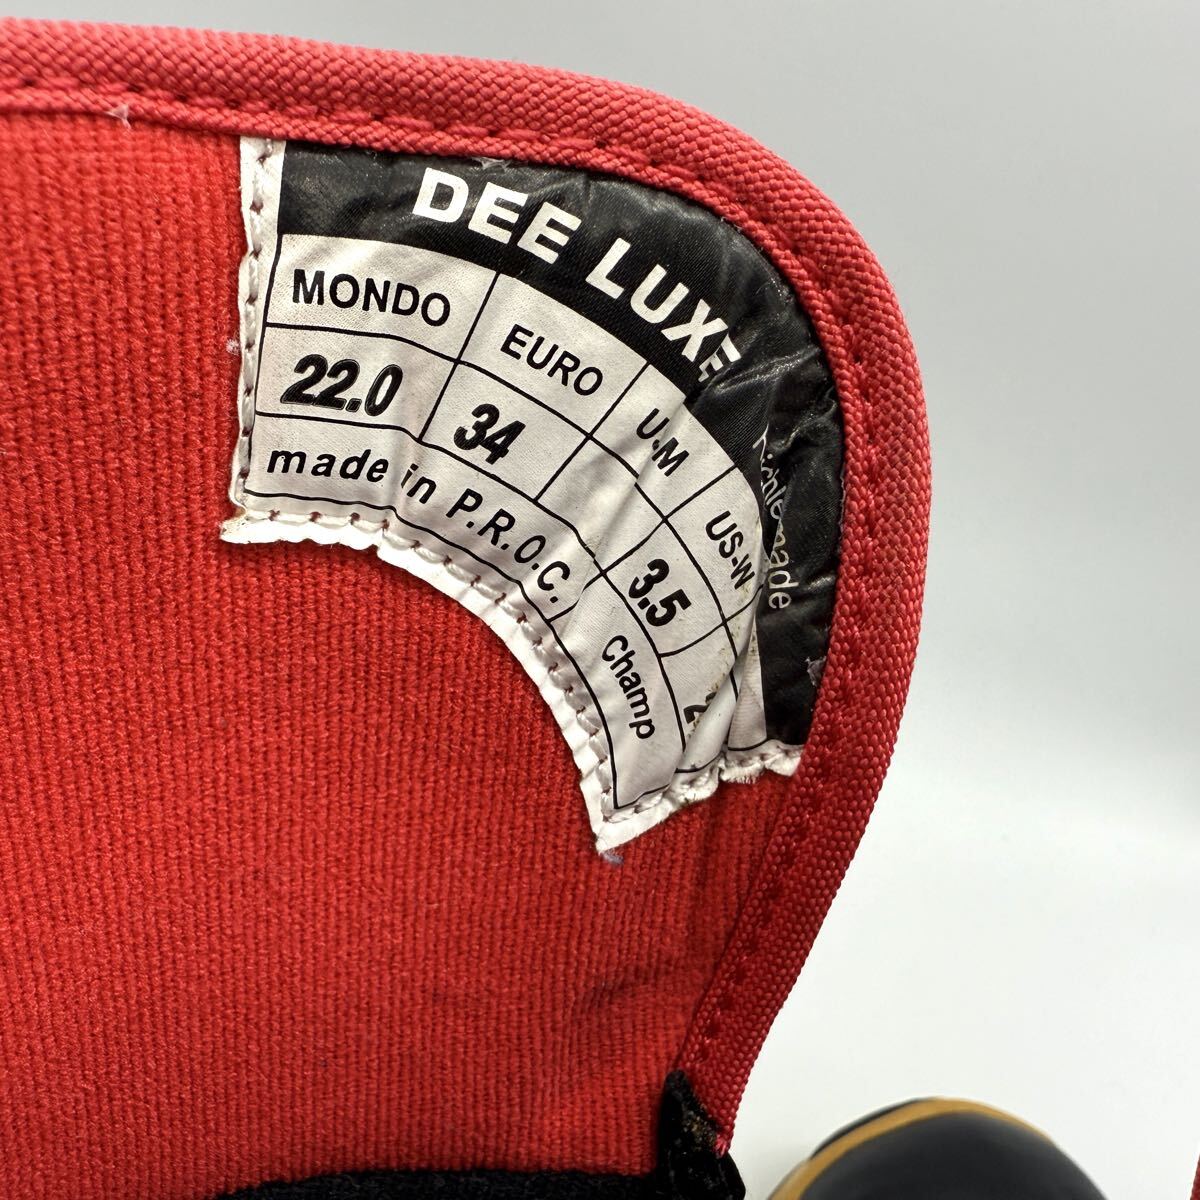 DEE LUXE
MONDO EURO U.M US-W
22.0 34 3.5
made in P.R.O.C. Champ